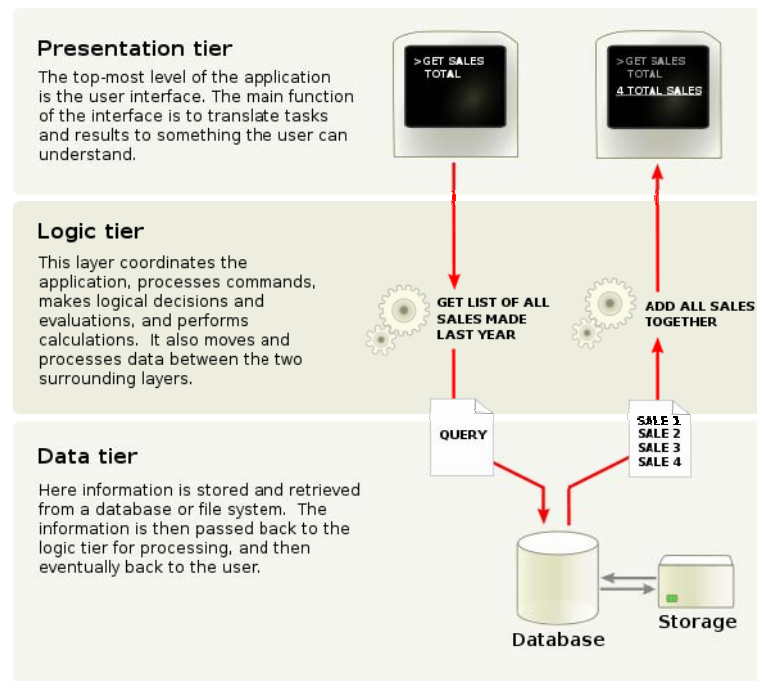 Presentation tier
The top-most level of the application
is the user interface. The main function
of the interface is to translate tasks
and results to something the user can
understand.
>GET SALES
TOTAL
>GET SALES
TOTAL
4 TOTAL SALES
Logic tier
This layer coordinates the
application, processes commands,
makes logical decisions and
evaluations, and performs
calculations.  It also moves and
processes data between the two
surrounding layers.
GET LIST OF ALL
SALES MADE
LAST YEAR
ADD ALL SALES
TOGETHER
Data tier
Here information is stored and retrieved
from a database or file system.  The
information is then passed back to the
logic tier for processing, and then
eventually back to the user.
QUERY
SALE 1
SALE 2
SALE 3
SALE 4
Database
Storage